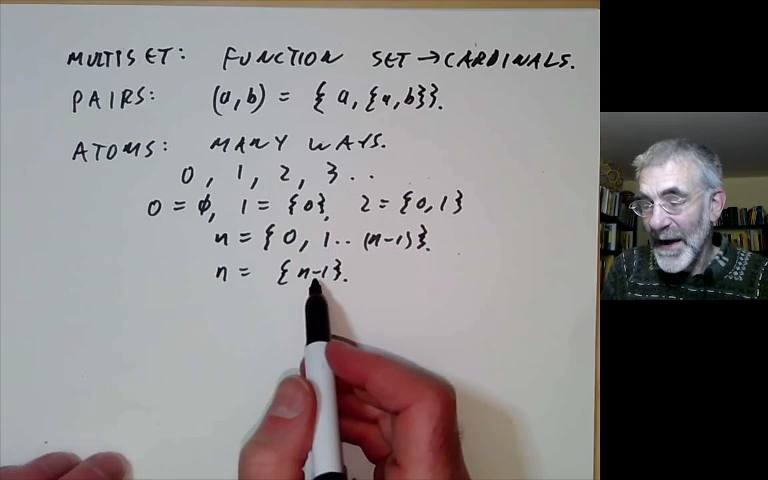 MULTISET: FUNCTION SET → CARDINALS.
PAIRS: (a,b) = { a, {a,b}}.
ATOMS: MANY WAYS.
0, 1, 2, 3 . .
0 = ϕ, 1 = {0}, 2 = {0,1}
n = {0, 1 .. (n-1)}.
n = {n-1}.